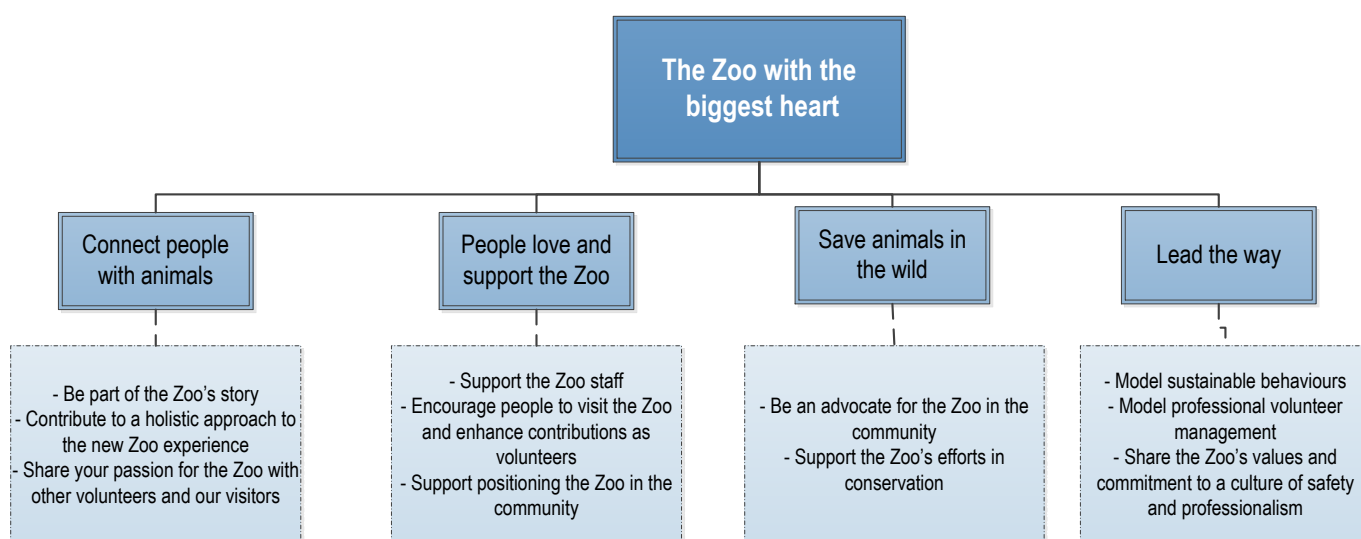 The Zoo with the
biggest heart
Connect people
with animals
People love and
support the Zoo
Save animals in
the wild
Lead the way
- Be part of the Zoo’s story
- Contribute to a holistic approach to
the new Zoo experience
- Share your passion for the Zoo with
other volunteers and our visitors
- Support the Zoo staff
- Encourage people to visit the Zoo
and enhance contributions as
volunteers
- Support positioning the Zoo in the
community
- Be an advocate for the Zoo in the
community
- Support the Zoo’s efforts in
conservation
- Model sustainable behaviours
- Model professional volunteer
management
- Share the Zoo’s values and
commitment to a culture of safety
and professionalism